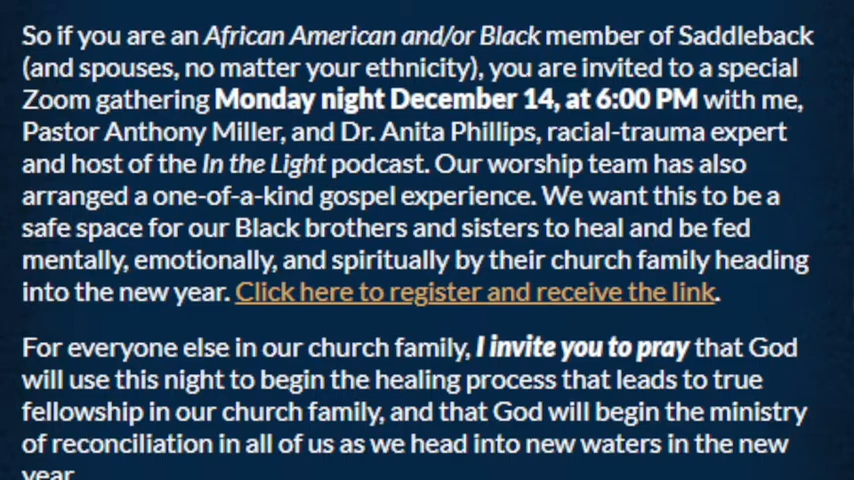 So if you are an African American and/or Black member of Saddleback
(and spouses, no matter your ethnicity), you are invited to a special
Zoom gathering Monday night December 14, at 6:00 PM with me,
Pastor Anthony Miller, and Dr. Anita Phillips, racial-trauma expert
and host of the In the Light podcast. Our worship team has also
arranged a one-of-a-kind gospel experience. We want this to be a
safe space for our Black brothers and sisters to heal and be fed
mentally, emotionally, and spiritually by their church family heading
into the new year. Click here to register and receive the link.
For everyone else in our church family, I invite you to pray that God
will use this night to begin the healing process that leads to true
fellowship in our church family, and that God will begin the ministry
of reconciliation in all of us as we head into new waters in the new
year